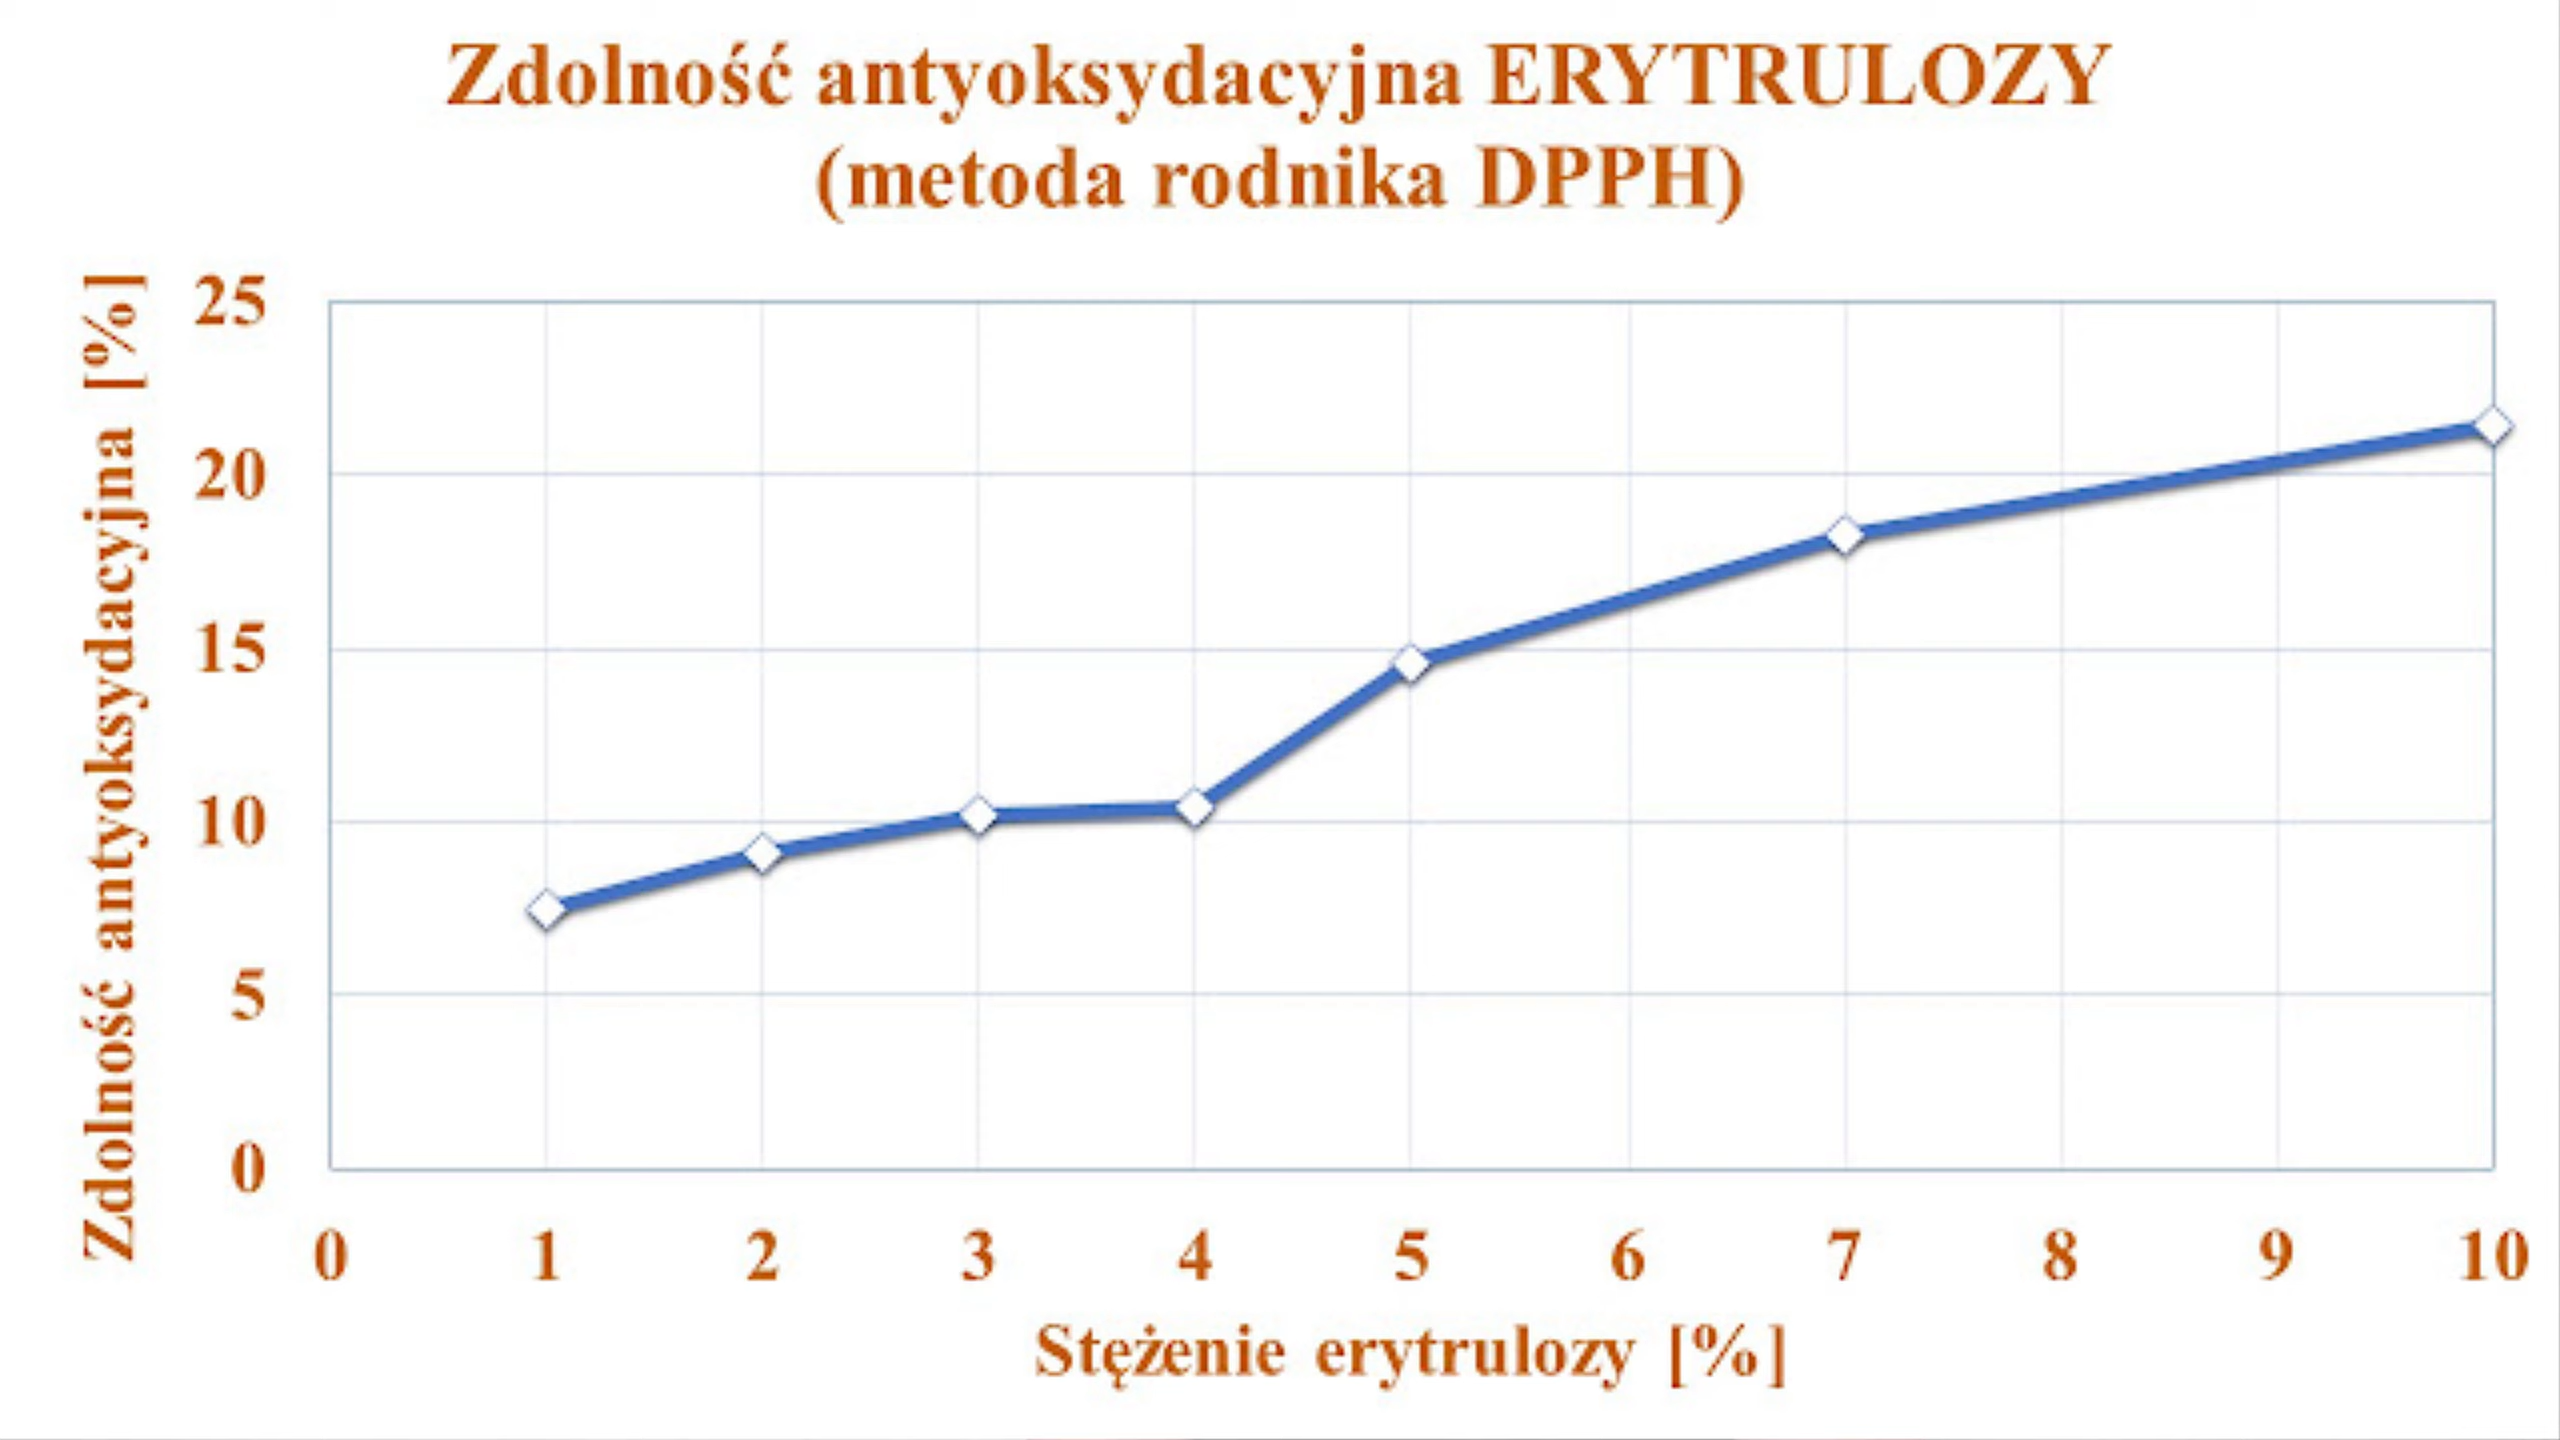 Zdolność antyoksydacyjna ERYTRULOZY
(metoda rodnika DPPH)
Zdolność antyoksydacyjna [%]
25
20
15
10
5
0
0 1 2 3 4 5 6 7 8 9 10
Stężenie erytrulozy [%]